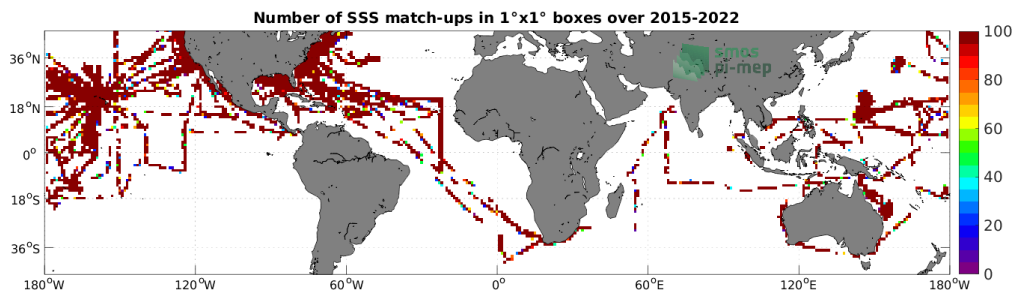 Number of SSS match-ups in 1°x1° boxes over 2015-2022
smos
pi-mep
36°N
18°N
0°
18°S
36°S
180°W 120°W 60°W 0° 60°E 120°E 180°W
100
80
60
40
20
0